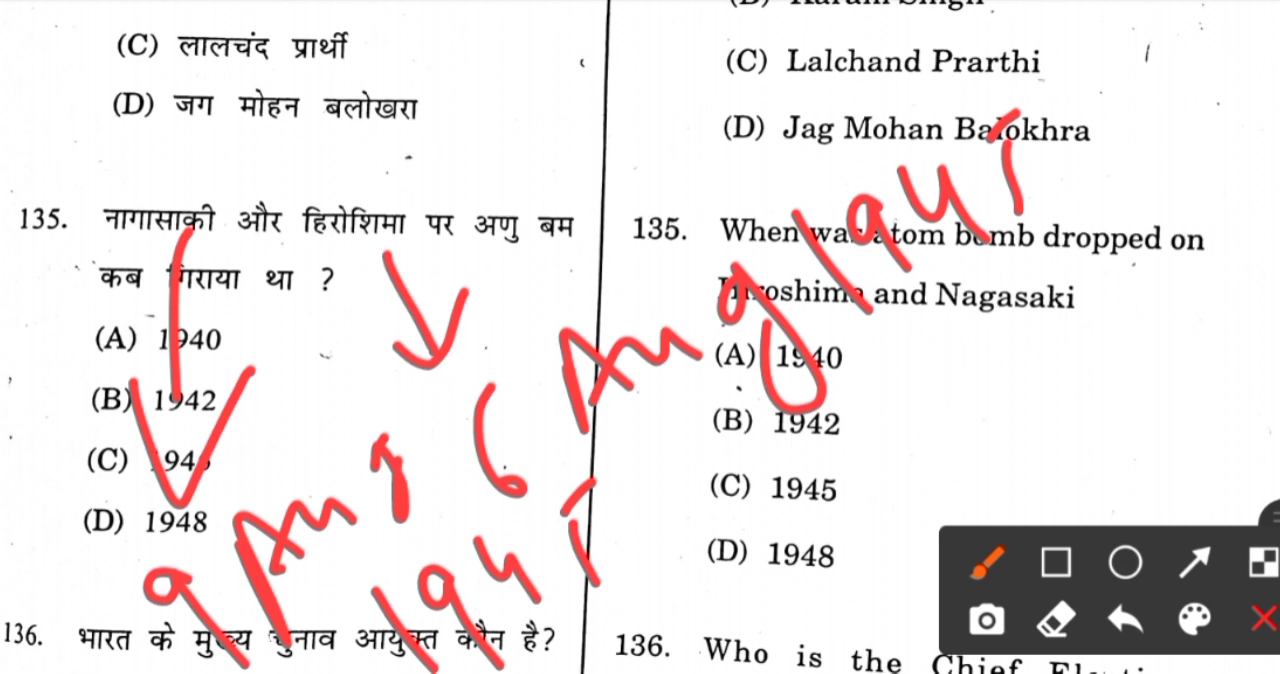 (C) लालचंद प्रार्थी
(D) जग मोहन बलोखरा
135. नागासाकी और हिरोशिमा पर अणु बम
कब गिराया था ?
(A) 1940
(B) 1942
(C)
(D) 1948
136. भारत के मुख्य चुनाव आयुक्त कौन है?
(C) Lalchand Prarthi
(D) Jag Mohan Balokhra
135. When was atom bomb dropped on
Hiroshima and Nagasaki
(A) 1940
(B) 1942
(C) 1945
(D) 1948
136. Who is the Chief
9 Aug
1945
6 Aug 1945